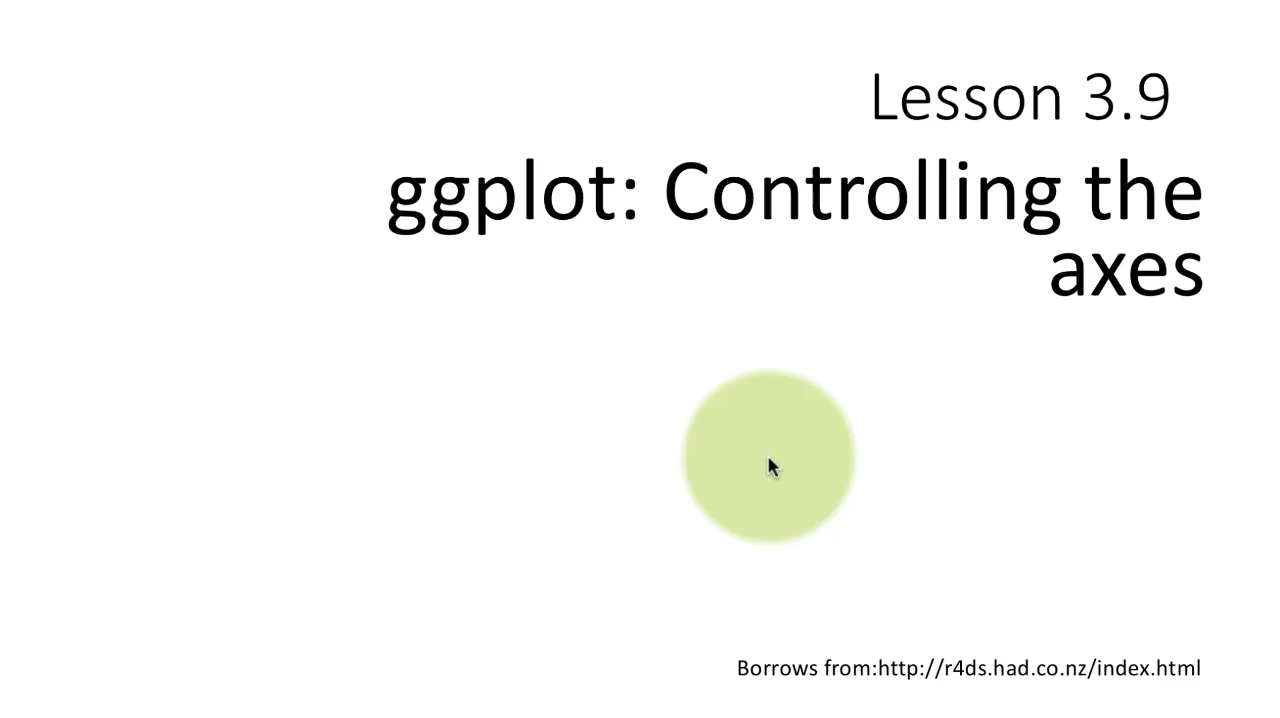 Lesson 3.9
ggplot: Controlling the
axes
Borrows from:http://r4ds.had.co.nz/index.html